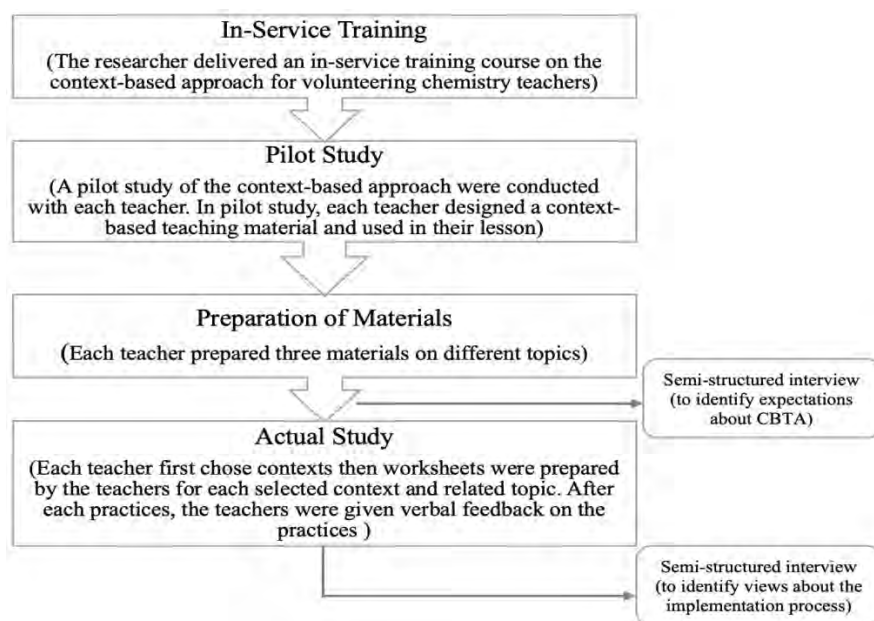 In-Service Training
(The researcher delivered an in-service training course on the
context-based approach for volunteering chemistry teachers)
Pilot Study
(A pilot study of the context-based approach were conducted
with each teacher. In pilot study, each teacher designed a context-
based teaching material and used in their lesson)
Preparation of Materials
(Each teacher prepared three materials on different topics)
Semi-structured interview
(to identify expectations
about CBTA)
Actual Study
(Each teacher first chose contexts then worksheets were prepared
by the teachers for each selected context and related topic. After
each practices, the teachers were given verbal feedback on the
practices )
Semi-structured interview
(to identify views about the
implementation process)